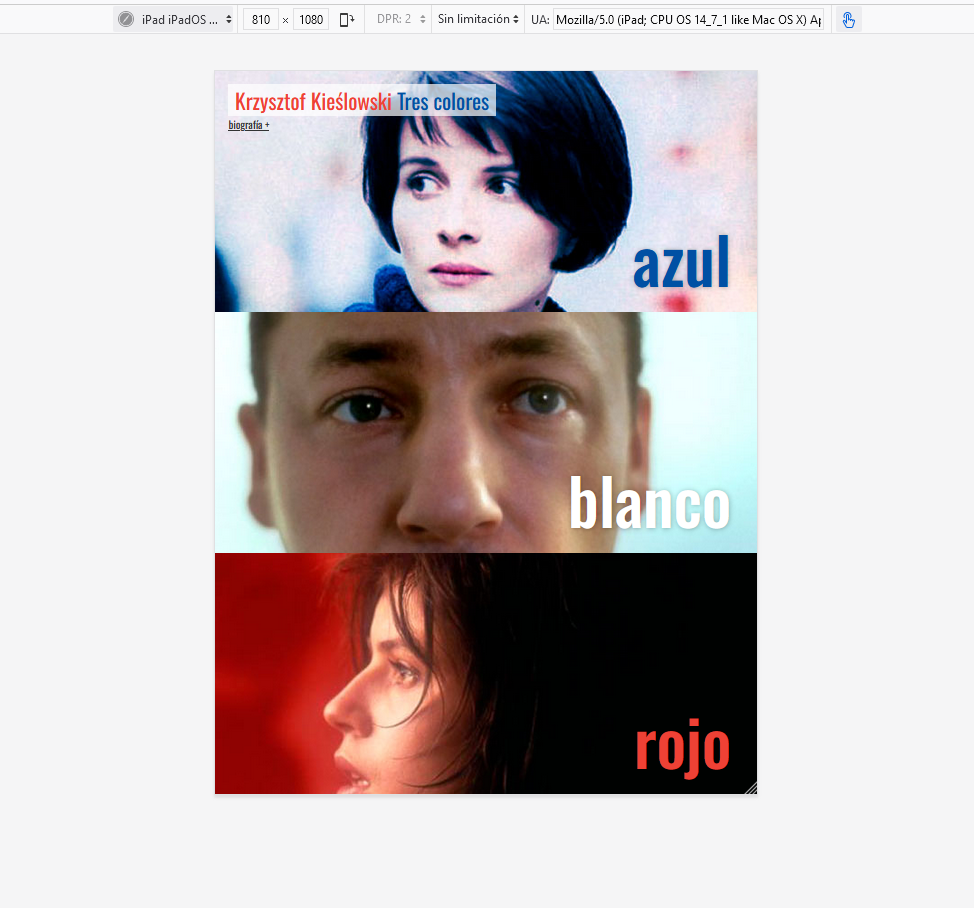 iPad iPadOS ... 810 × 1080 DPR: 2 Sin limitación UA: Mozilla/5.0 (iPad; CPU OS 14_7_1 like Mac OS X) Ap
Krzysztof Kieślowski Tres colores
biografía +
azul
blanco
rojo